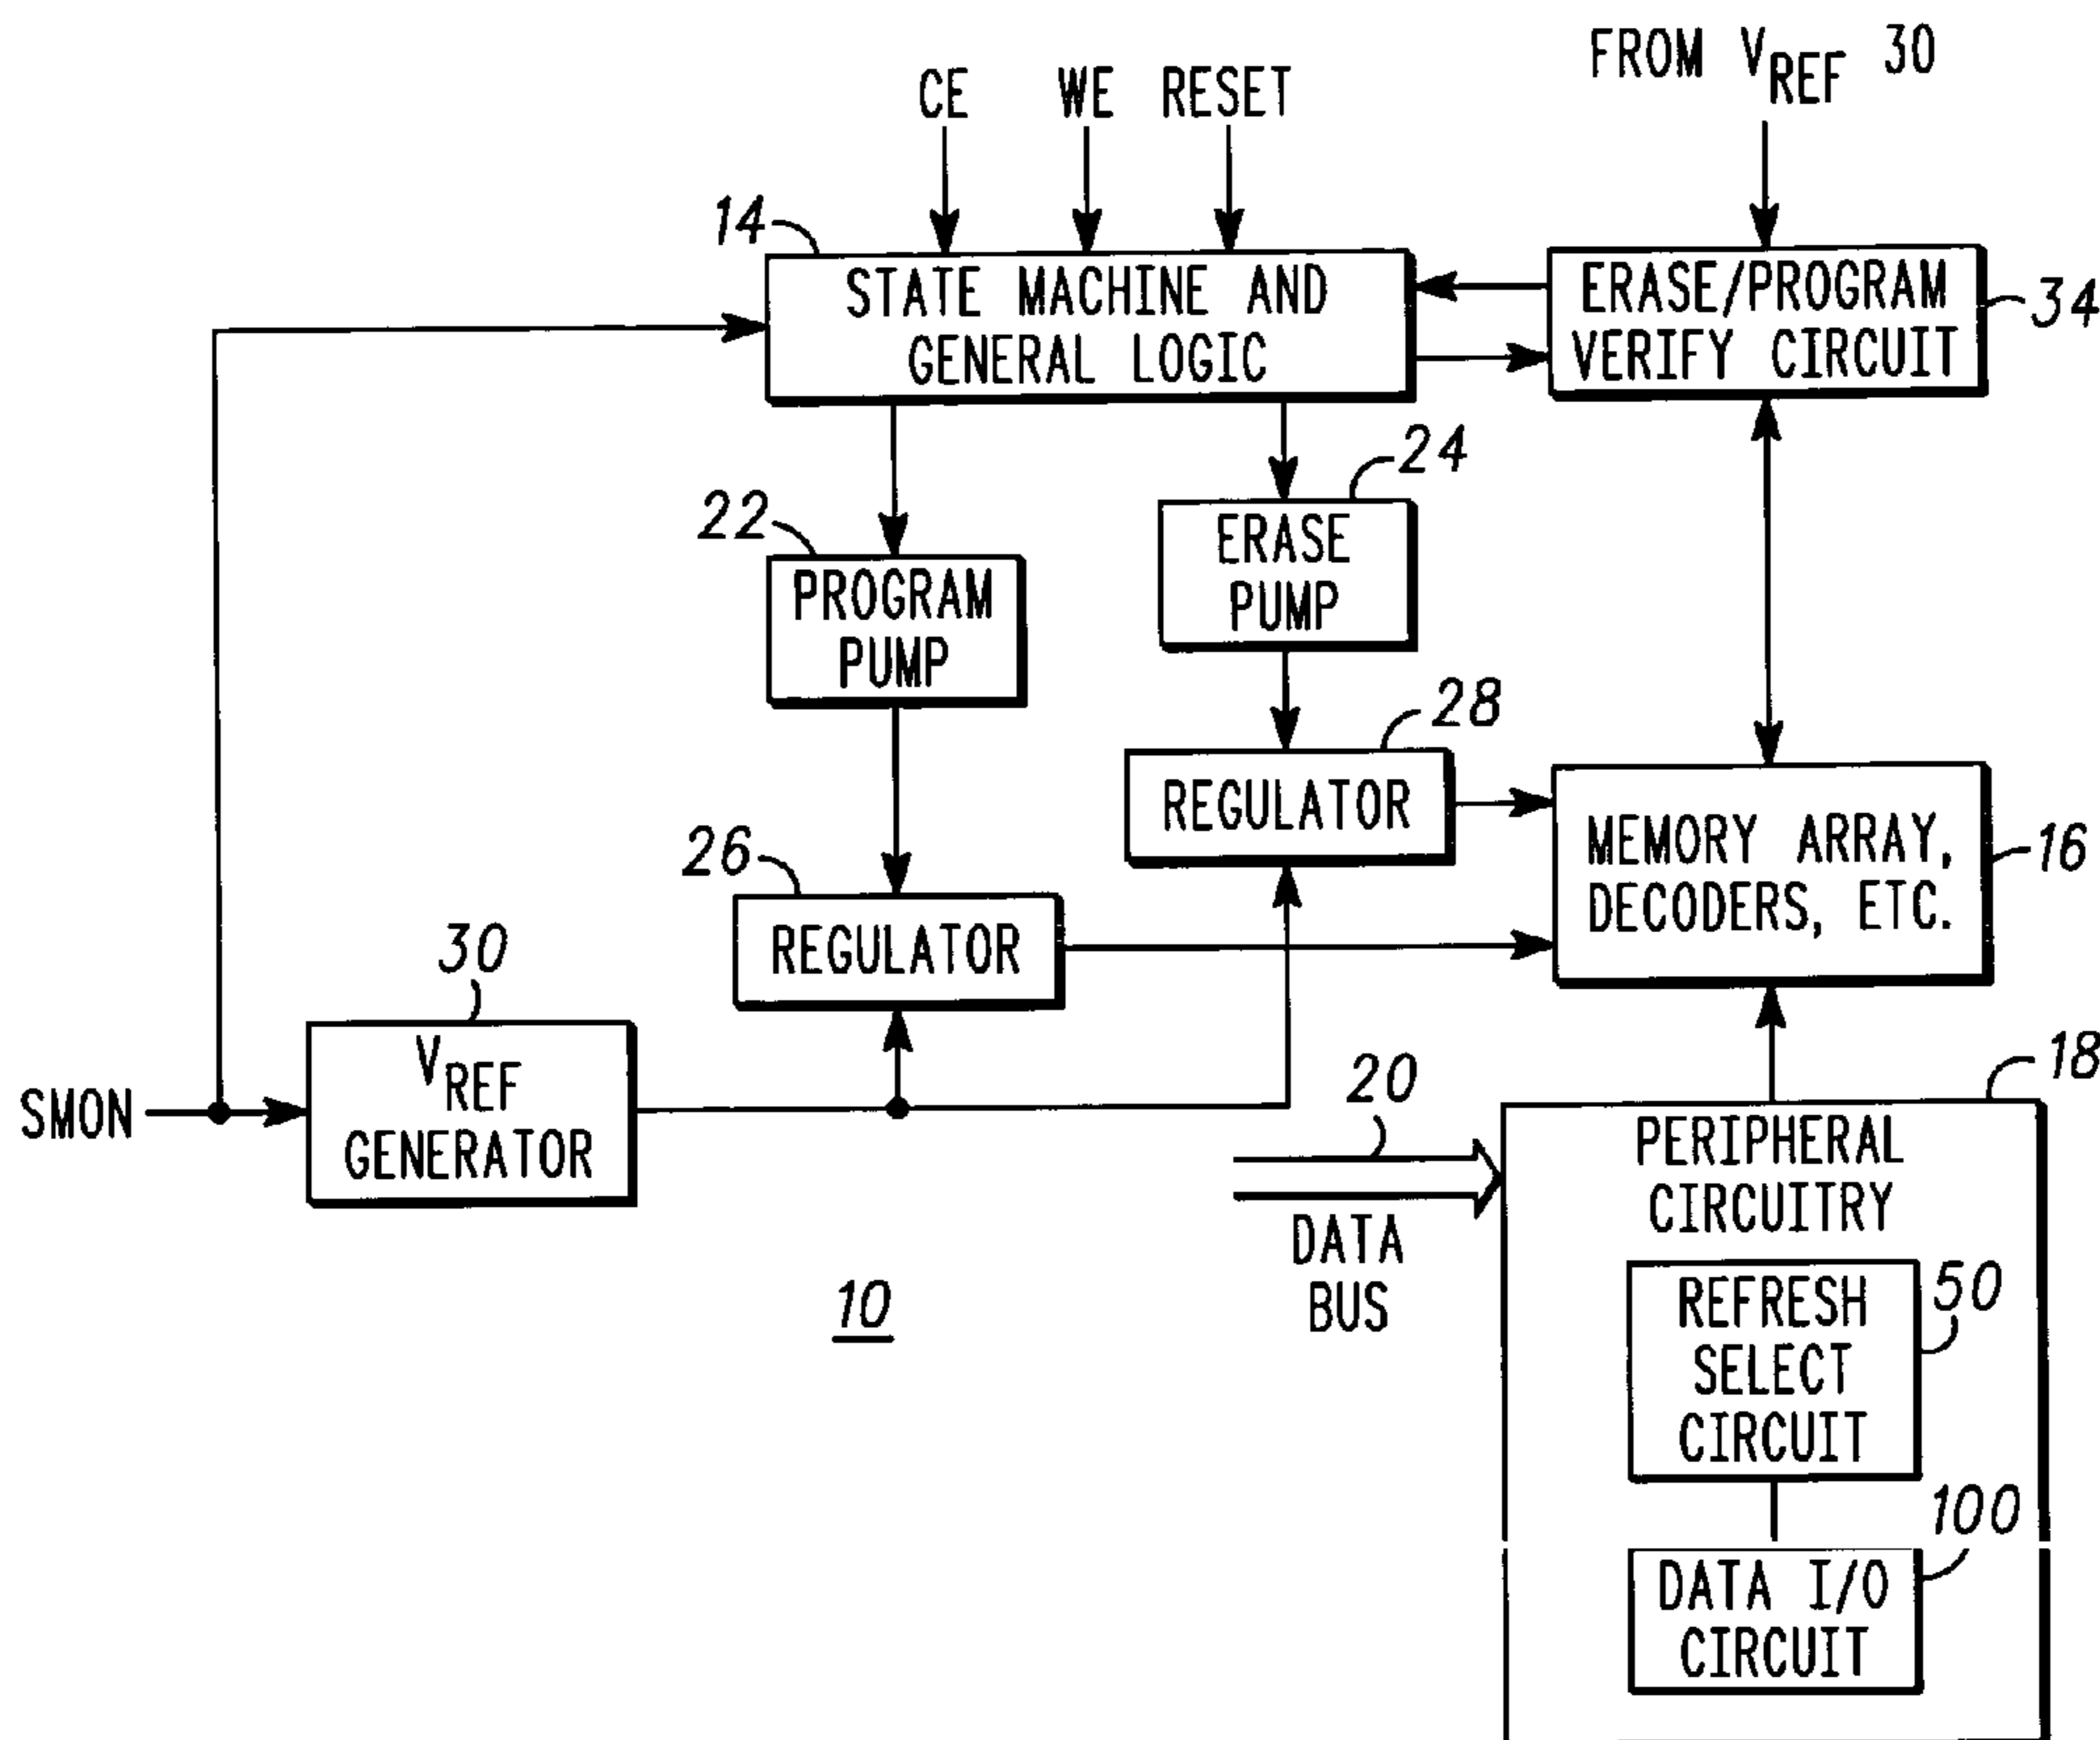 FROM VREF 30
CE WE RESET
14
STATE MACHINE AND
GENERAL LOGIC
ERASE/PROGRAM
VERIFY CIRCUIT
34
22
PROGRAM
PUMP
24
ERASE
PUMP
28
REGULATOR
26
REGULATOR
MEMORY ARRAY,
DECODERS, ETC.
16
30
SMON
VREF
GENERATOR
20
DATA
BUS
18
PERIPHERAL
CIRCUITRY
REFRESH
SELECT
CIRCUIT
50
100
DATA I/O
CIRCUIT
10